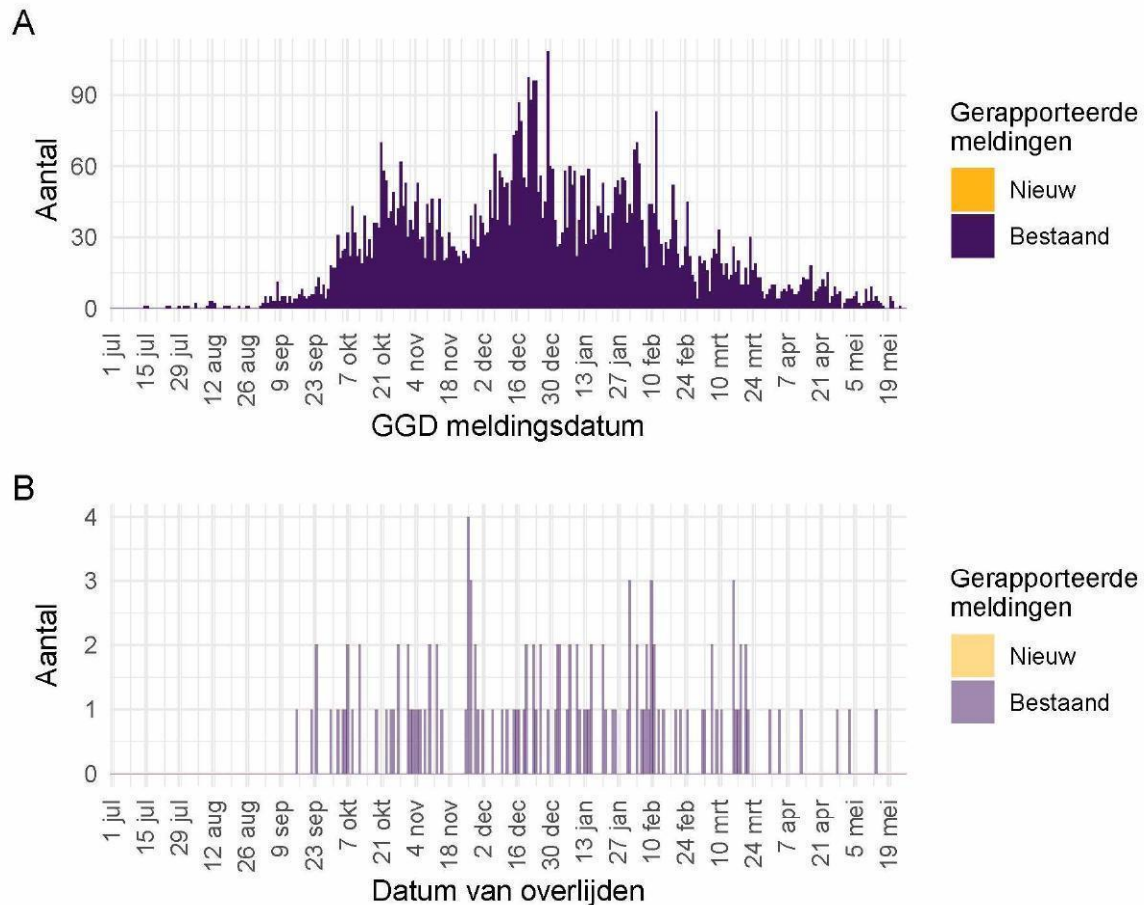 A
Aantal
90
60
30
0
1 jul
15 jul
29 jul
12 aug
26 aug
9 sep
23 sep
7 okt
21 okt
4 nov
18 nov
2 dec
16 dec
30 dec
13 jan
27 jan
10 feb
24 feb
10 mrt
24 mrt
7 apr
21 apr
5 mei
19 mei
GGD meldingsdatum
Gerapporteerde
meldingen
Nieuw
Bestaand
B
Aantal
4
3
2
1
0
1 jul
15 jul
29 jul
12 aug
26 aug
9 sep
23 sep
7 okt
21 okt
4 nov
18 nov
2 dec
16 dec
30 dec
13 jan
27 jan
10 feb
24 feb
10 mrt
24 mrt
7 apr
21 apr
5 mei
19 mei
Datum van overlijden
Gerapporteerde
meldingen
Nieuw
Bestaand